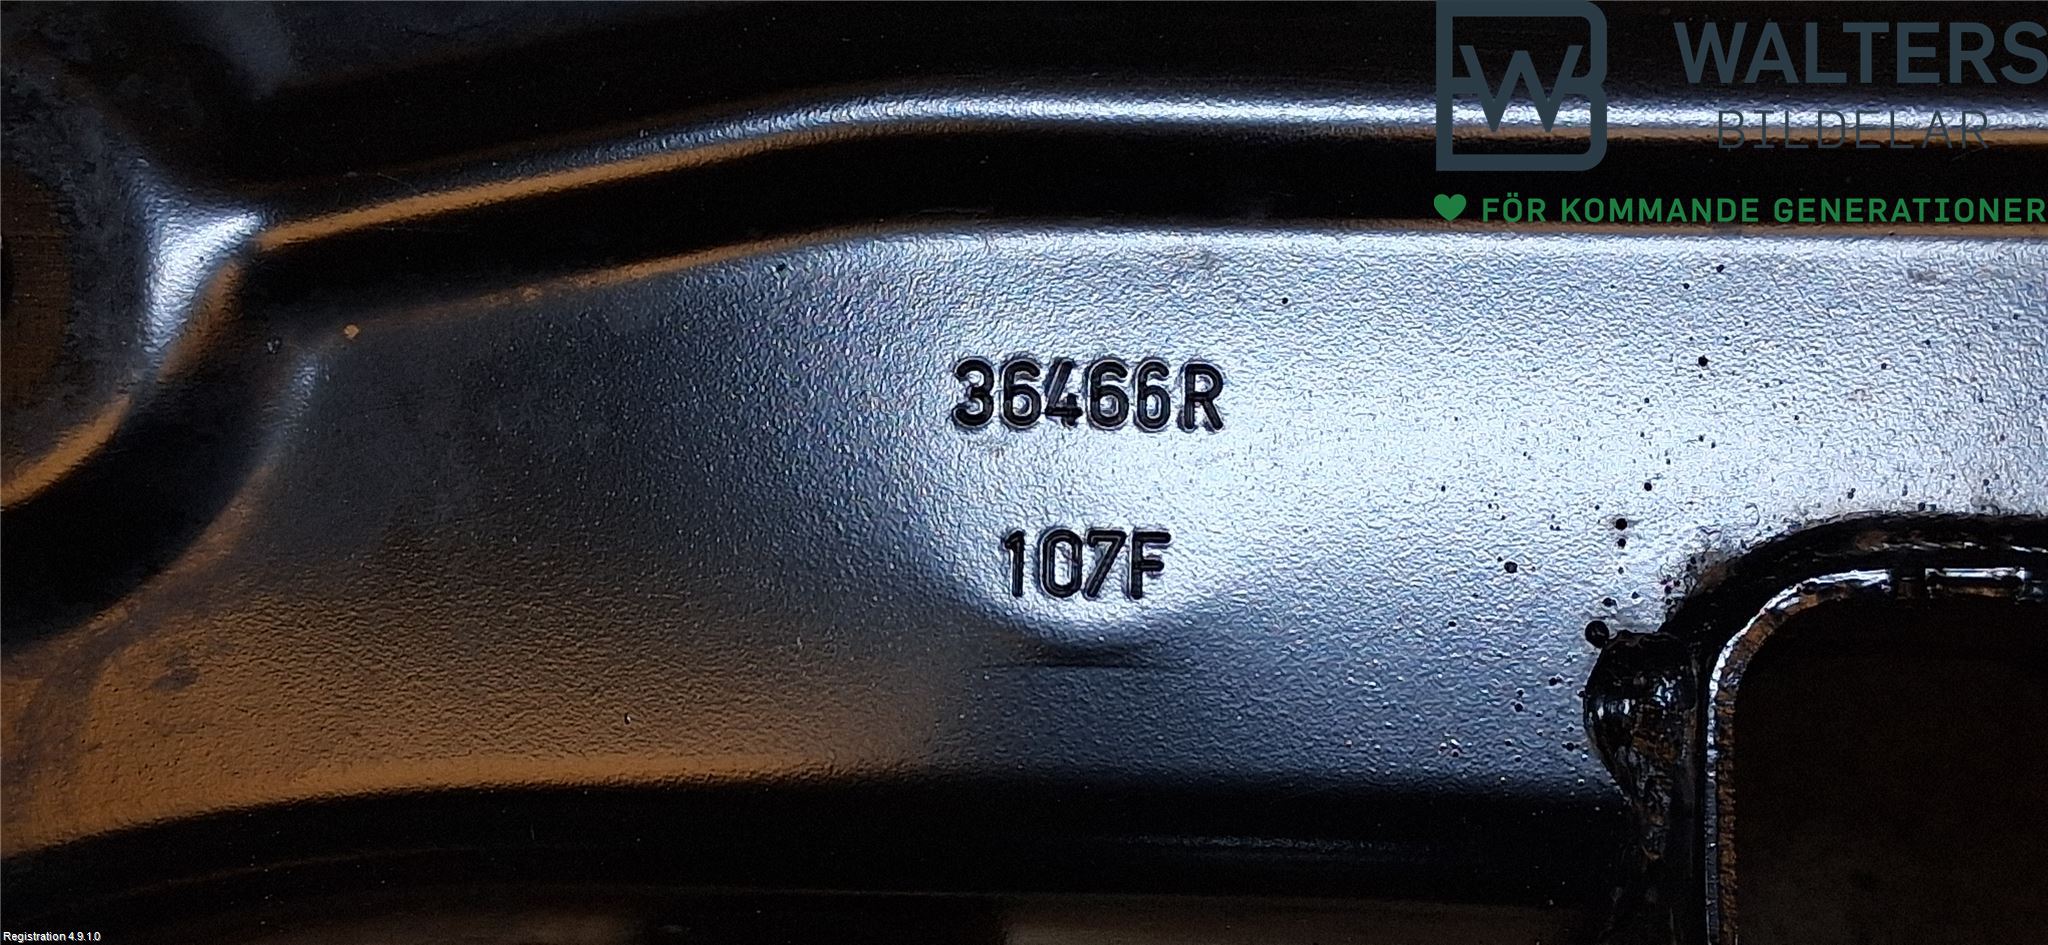 WALTERS
BILDELAR
FÖR KOMMANDE GENERATIONER
36466R
107F
Registration 4.9.1.0